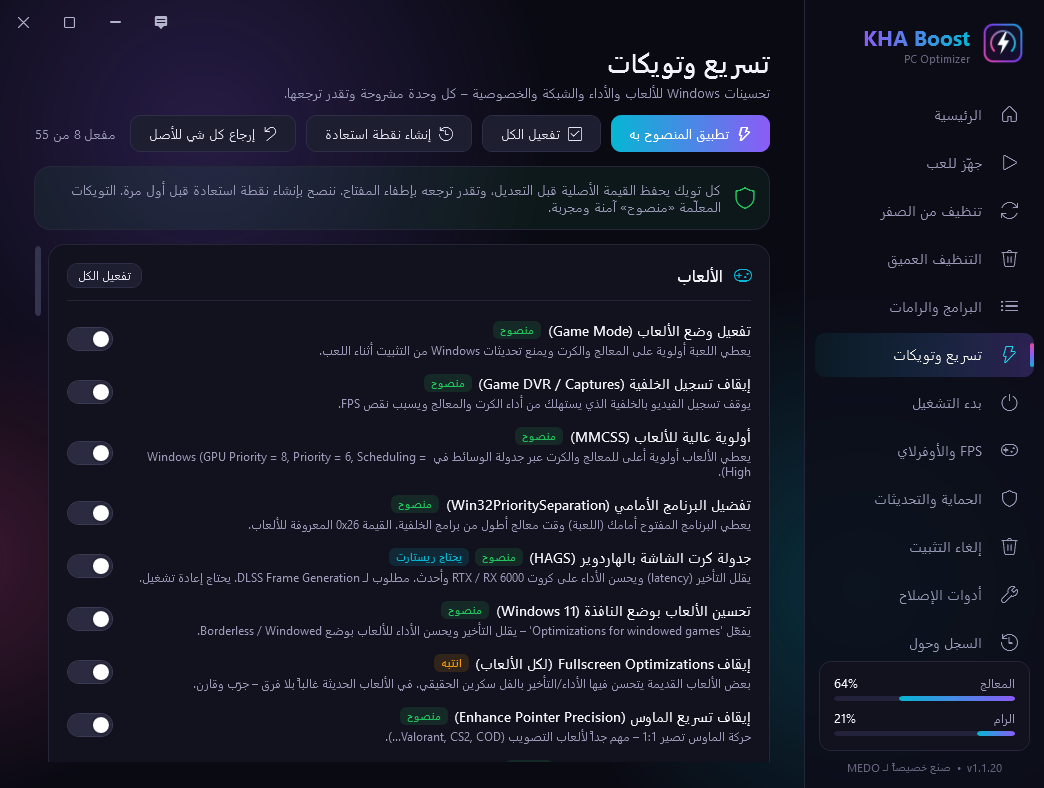 KHA Boost
PC Optimizer
الرئيسية
جهّز للعب
تنظيف من الصفر
التنظيف العميق
البرامج والرامات
تسريع وتويكات
بدء التشغيل
FPS والأوفرلاي
الحماية والتحديثات
إلغاء التثبيت
أدوات الإصلاح
السجل وحول
المعالج 64%
الرام 21%
v1.1.20 • صنع خصيصاً لـ MEDO
تسريع وتويكات
تحسينات Windows للألعاب والأداء والشبكة والخصوصية – كل وحدة مشروحة وتقدر ترجعها.
تطبيق المنصوح به
تفعيل الكل
إنشاء نقطة استعادة
إرجاع كل شي للأصل
مفعل 8 من 55
كل تويك يحفظ القيمة الأصلية قبل التعديل، وتقدر ترجعه بإطفاء المفتاح. ننصح بإنشاء نقطة استعادة قبل أول مرة. التويكات
المعلّمة «منصوح» آمنة ومجربة.
الألعاب
تفعيل الكل
تفعيل وضع الألعاب (Game Mode) منصوح
يعطي اللعبة أولوية على المعالج والكرت ويمنع تحديثات Windows من التثبيت أثناء اللعب.
إيقاف تسجيل الخلفية (Game DVR / Captures) منصوح
يوقف تسجيل الفيديو بالخلفية الذي يستهلك من أداء الكرت والمعالج ويسبب نقص FPS.
أولوية عالية للألعاب (MMCSS) منصوح
يعطي الألعاب أولوية أعلى للمعالج والكرت عبر جدولة الوسائط في Windows (GPU Priority = 8, Priority = 6, Scheduling =
High).
تفضيل البرنامج الأمامي (Win32PrioritySeparation) منصوح
يعطي البرنامج المفتوح أمامك (اللعبة) وقت معالج أطول من برامج الخلفية. القيمة 0x26 المعروفة للألعاب.
جدولة كرت الشاشة بالهاردوير (HAGS) منصوح يحتاج ريستارت
يقلل التأخير (latency) ويحسن الأداء على كروت RTX / RX 6000 وأحدث. مطلوب لـ DLSS Frame Generation. يحتاج إعادة تشغيل.
تحسين الألعاب بوضع النافذة (Windows 11) منصوح
يفعّل 'Optimizations for windowed games' – يقلل التأخير ويحسن الأداء للألعاب بوضع Borderless / Windowed.
إيقاف Fullscreen Optimizations (لكل الألعاب) انتبه
بعض الألعاب القديمة يتحسن فيها الأداء/التأخير بالفل سكرين الحقيقي. في الألعاب الحديثة غالباً بلا فرق – جرّب وقارن.
إيقاف تسريع الماوس (Enhance Pointer Precision) منصوح
حركة الماوس تصير 1:1 – مهم جداً لألعاب التصويب (Valorant, CS2, COD...).